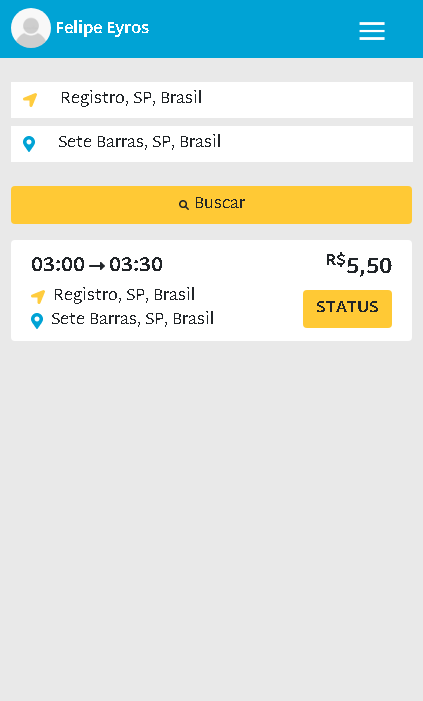 Felipe Eyros
Registro, SP, Brasil
Sete Barras, SP, Brasil
Buscar
03:00 → 03:30
R$5,50
Registro, SP, Brasil
Sete Barras, SP, Brasil
STATUS